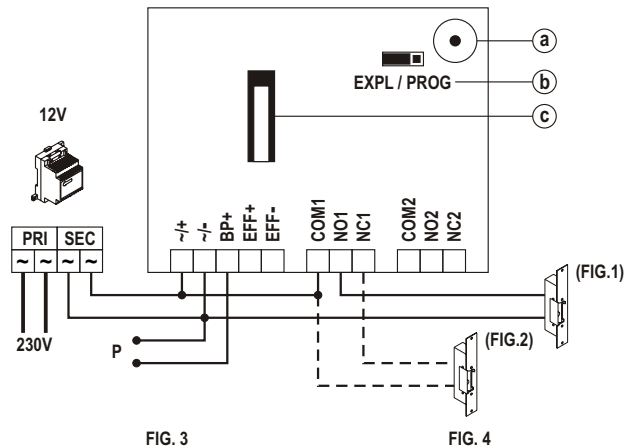 a
EXPL / PROG
b
c
12V
PRI SEC
~ ~ ~ ~
230V
~/+
~/-
BP+
EFF+
EFF-
COM1
NO1
NC1
COM2
NO2
NC2
(FIG.1)
P
(FIG.2)
FIG. 3
FIG. 4